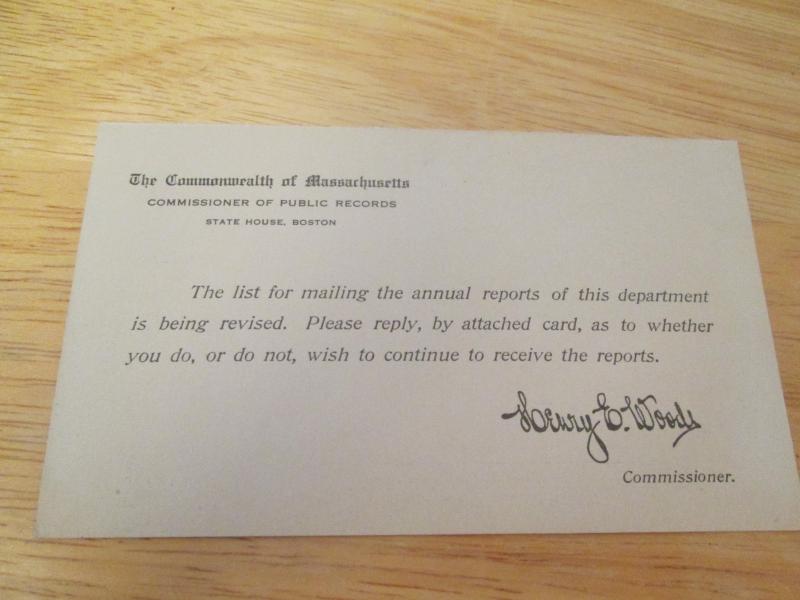 The Commonwealth of Massachusetts
COMMISSIONER OF PUBLIC RECORDS
STATE HOUSE, BOSTON
The list for mailing the annual reports of this department
is being revised. Please reply, by attached card, as to whether
you do, or do not, wish to continue to receive the reports.
Henry E. Woods
Commissioner.